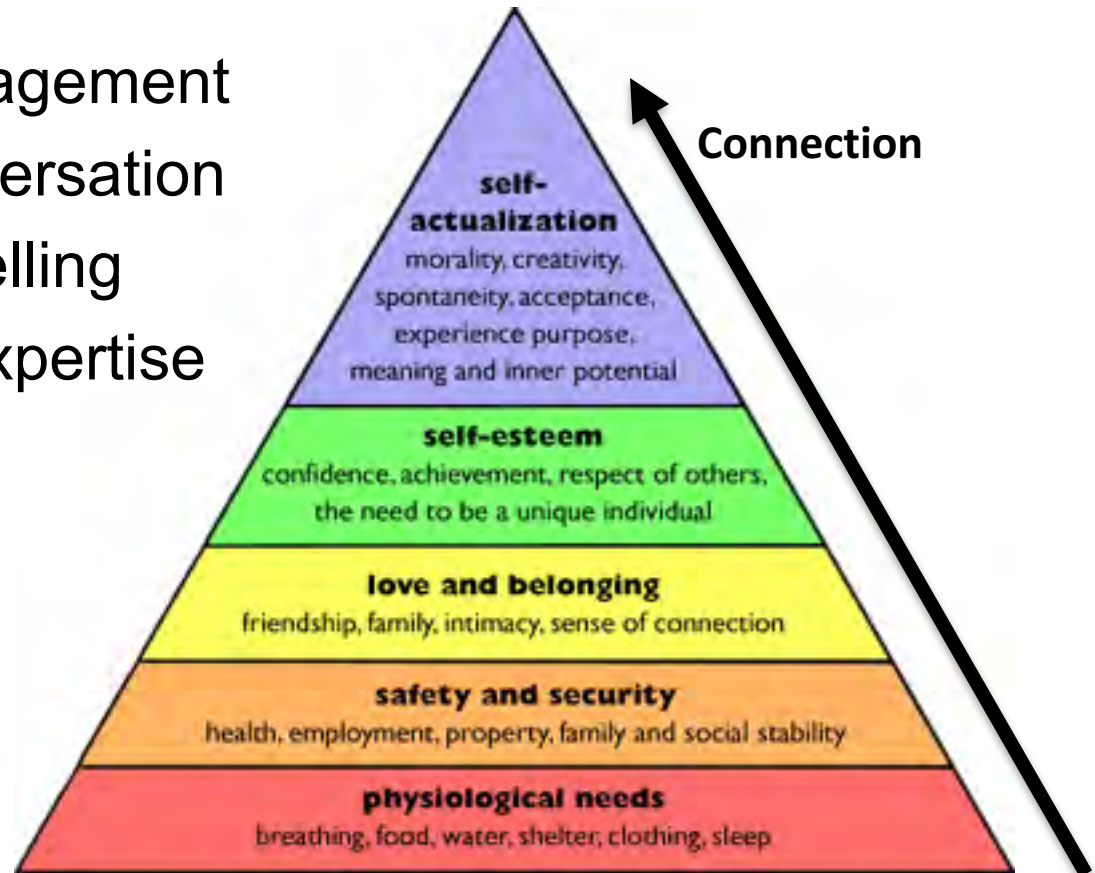 agement
ersation
elling
xpertise
Connection
self-
actualization
morality, creativity,
spontaneity, acceptance,
experience purpose,
meaning and inner potential
self-esteem
confidence, achievement, respect of others,
the need to be a unique individual
love and belonging
friendship, family, intimacy, sense of connection
safety and security
health, employment, property, family and social stability
physiological needs
breathing, food, water, shelter, clothing, sleep